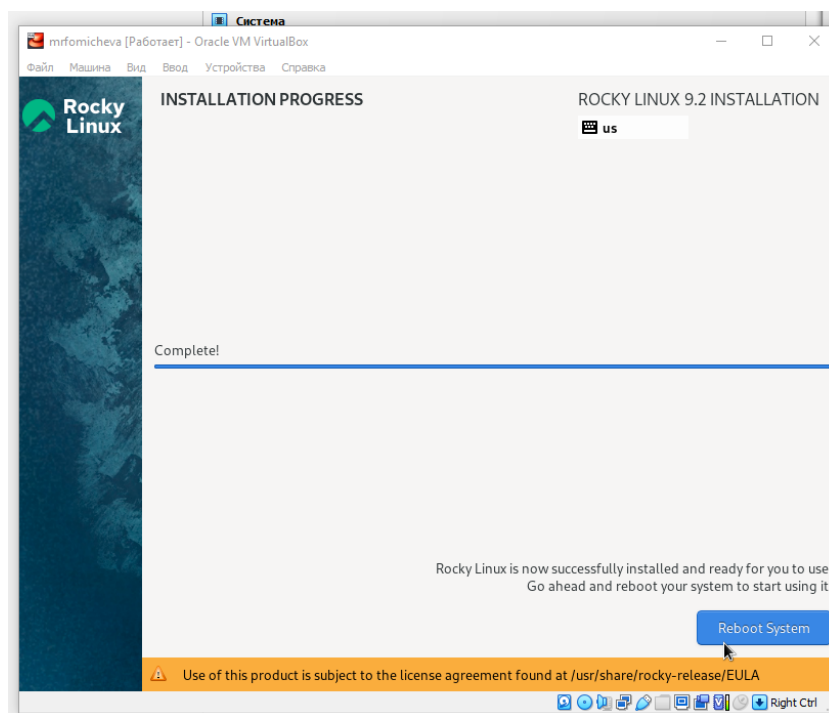 Система
mrfomicheva [Работает] - Oracle VM VirtualBox
Файл Машина Вид Ввод Устройства Справка
Rocky
Linux
INSTALLATION PROGRESS
ROCKY LINUX 9.2 INSTALLATION
us
Complete!
Rocky Linux is now successfully installed and ready for you to use
Go ahead and reboot your system to start using it
Reboot System
Use of this product is subject to the license agreement found at /usr/share/rocky-release/EULA
Right Ctrl